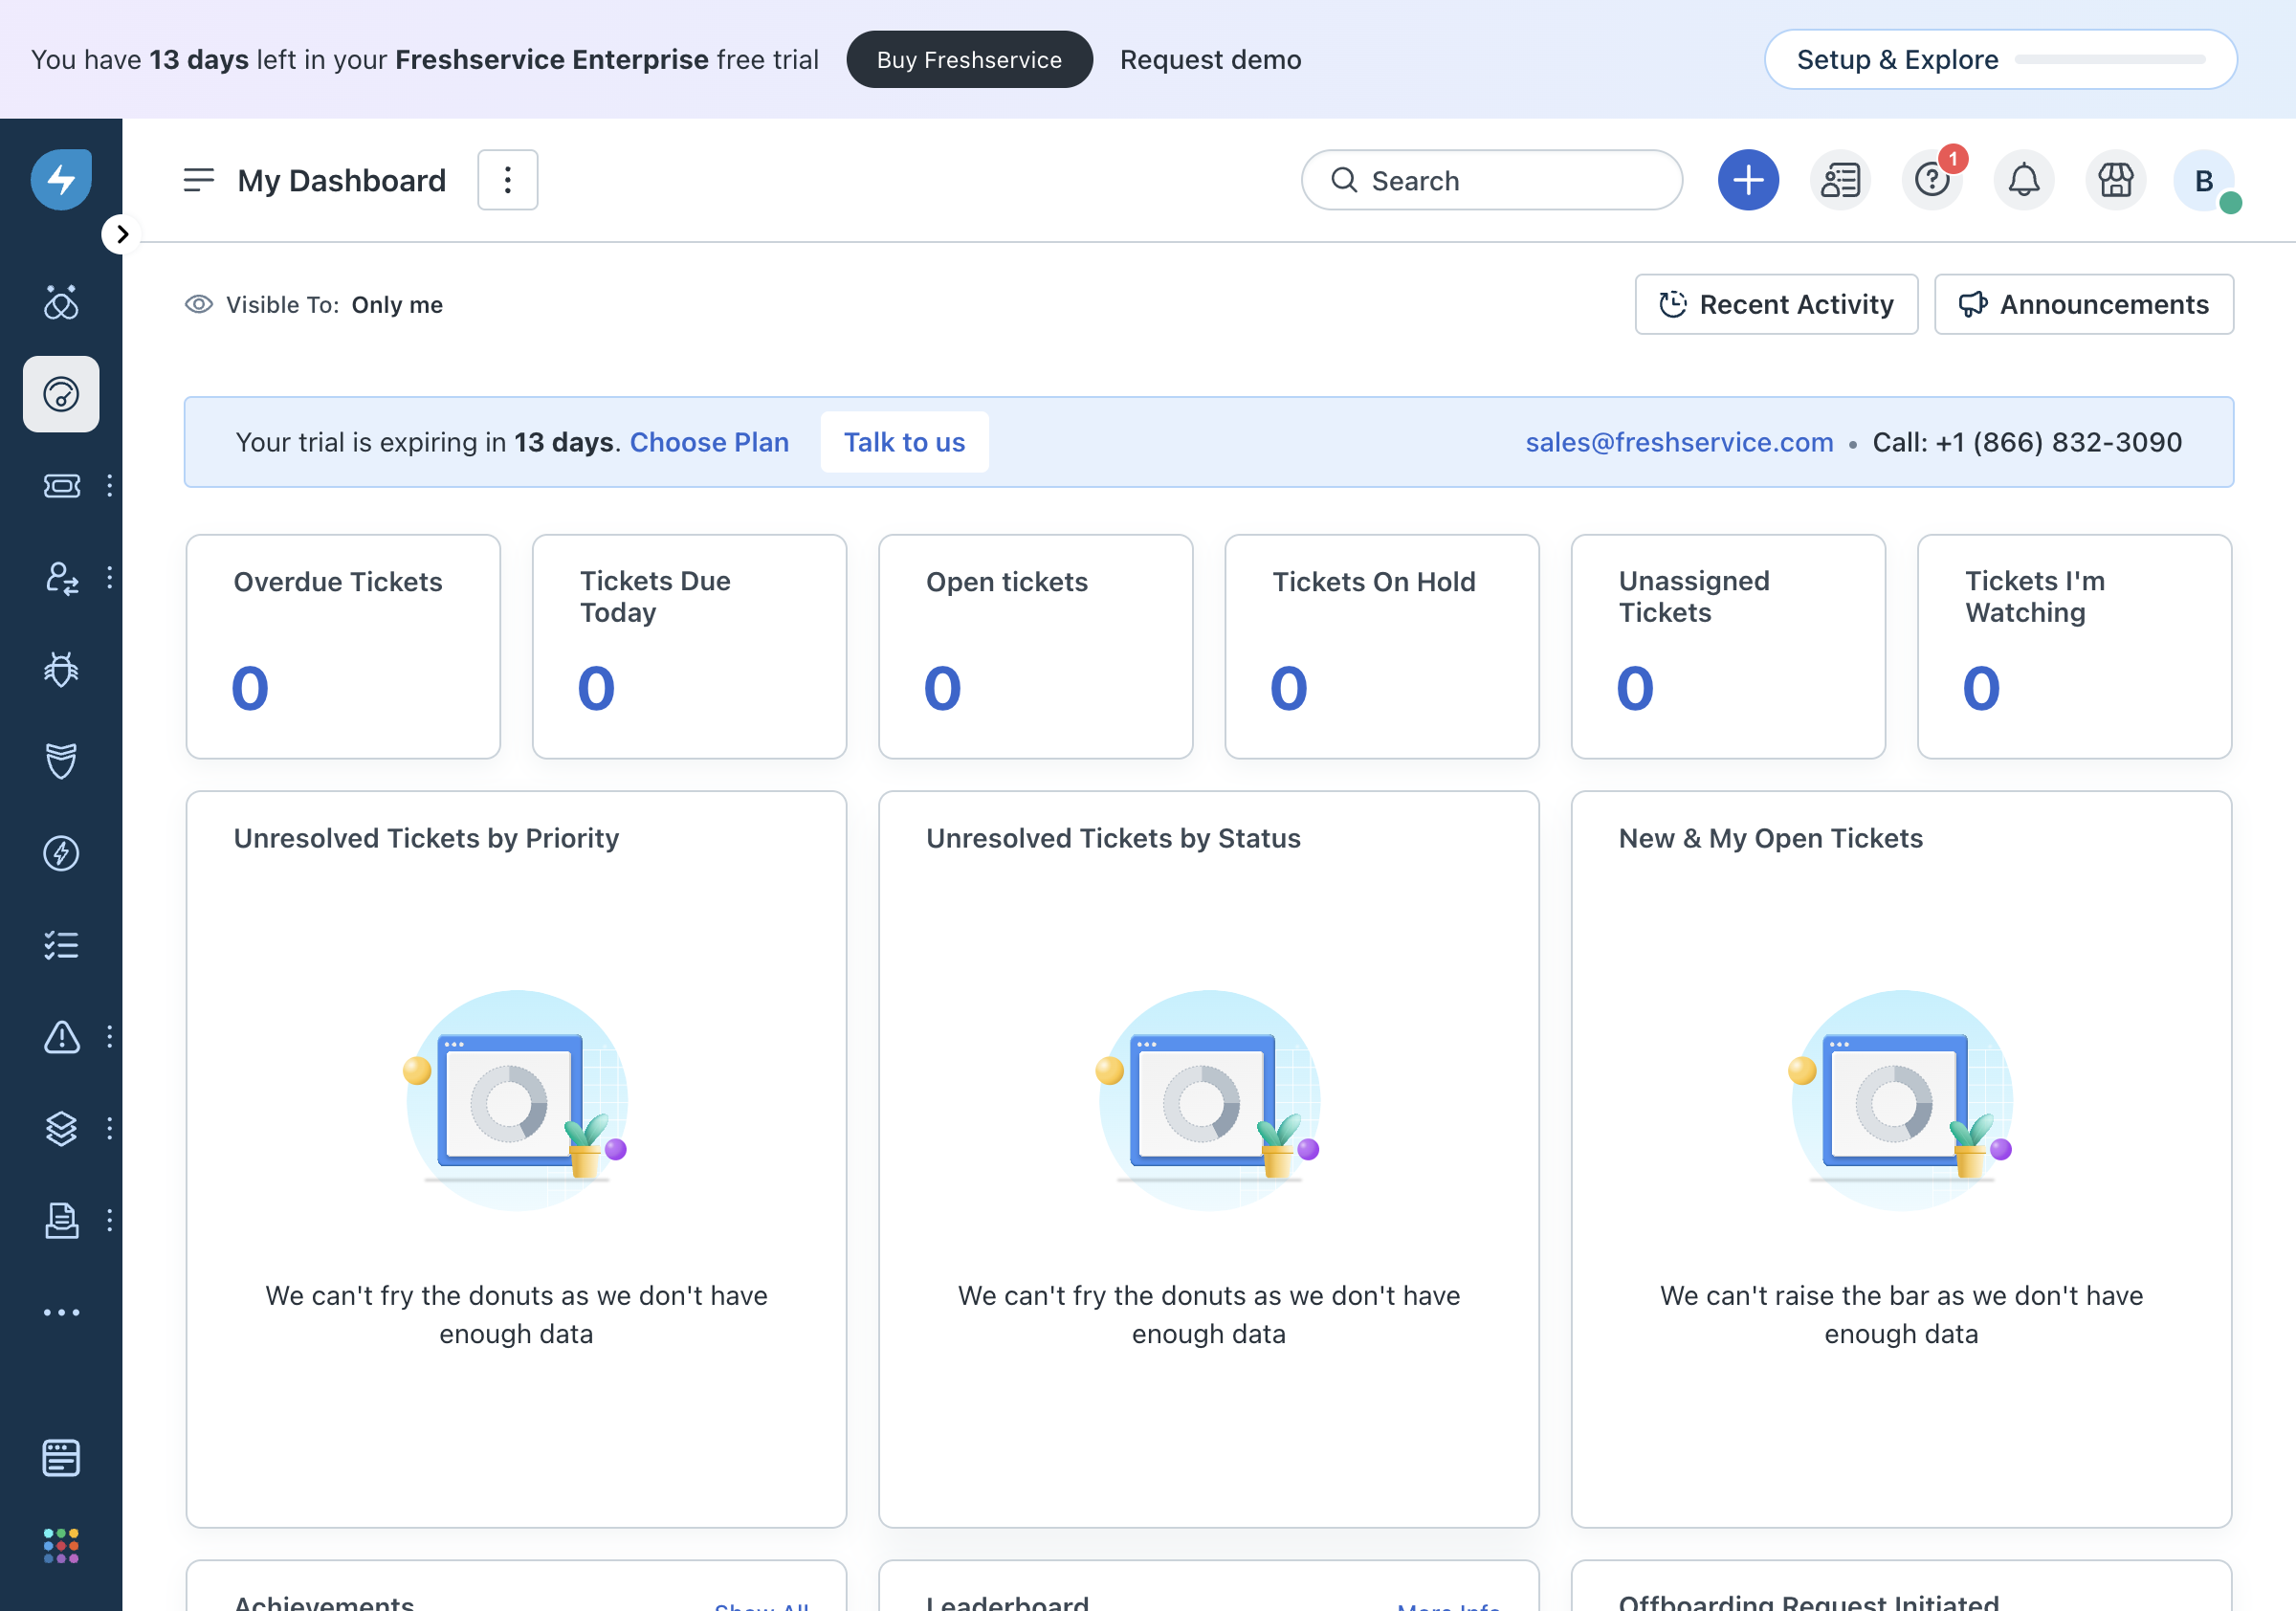 You have 13 days left in your Freshservice Enterprise free trial
Buy Freshservice
Request demo
Setup & Explore
My Dashboard
Search
1
B
Visible To: Only me
Recent Activity
Announcements
Your trial is expiring in 13 days. Choose Plan
Talk to us
sales@freshservice.com • Call: +1 (866) 832-3090
Overdue Tickets
0
Tickets Due
Today
0
Open tickets
0
Tickets On Hold
0
Unassigned
Tickets
0
Tickets I'm
Watching
0
Unresolved Tickets by Priority
We can't fry the donuts as we don't have
enough data
Unresolved Tickets by Status
We can't fry the donuts as we don't have
enough data
New & My Open Tickets
We can't raise the bar as we don't have
enough data
Achievements
Show All
Leaderboard
More Info
Offboarding Request Initiated